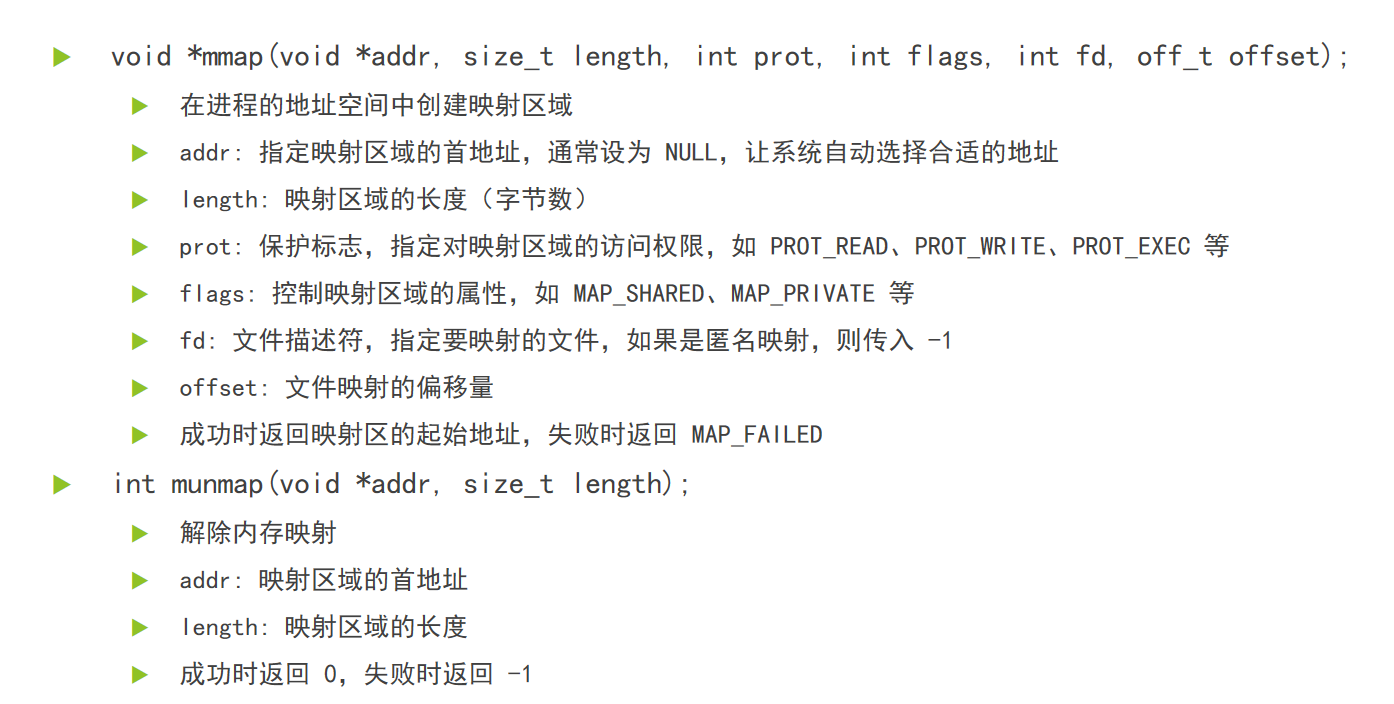 void *mmap(void *addr, size_t length, int prot, int flags, int fd, off_t offset);
在进程的地址空间中创建映射区域
addr: 指定映射区域的首地址，通常设为 NULL，让系统自动选择合适的地址
length: 映射区域的长度（字节数）
prot: 保护标志，指定对映射区域的访问权限，如 PROT_READ、PROT_WRITE、PROT_EXEC 等
flags: 控制映射区域的属性，如 MAP_SHARED、MAP_PRIVATE 等
fd: 文件描述符，指定要映射的文件，如果是匿名映射，则传入 -1
offset: 文件映射的偏移量
成功时返回映射区的起始地址，失败时返回 MAP_FAILED
int munmap(void *addr, size_t length);
解除内存映射
addr: 映射区域的首地址
length: 映射区域的长度
成功时返回 0，失败时返回 -1